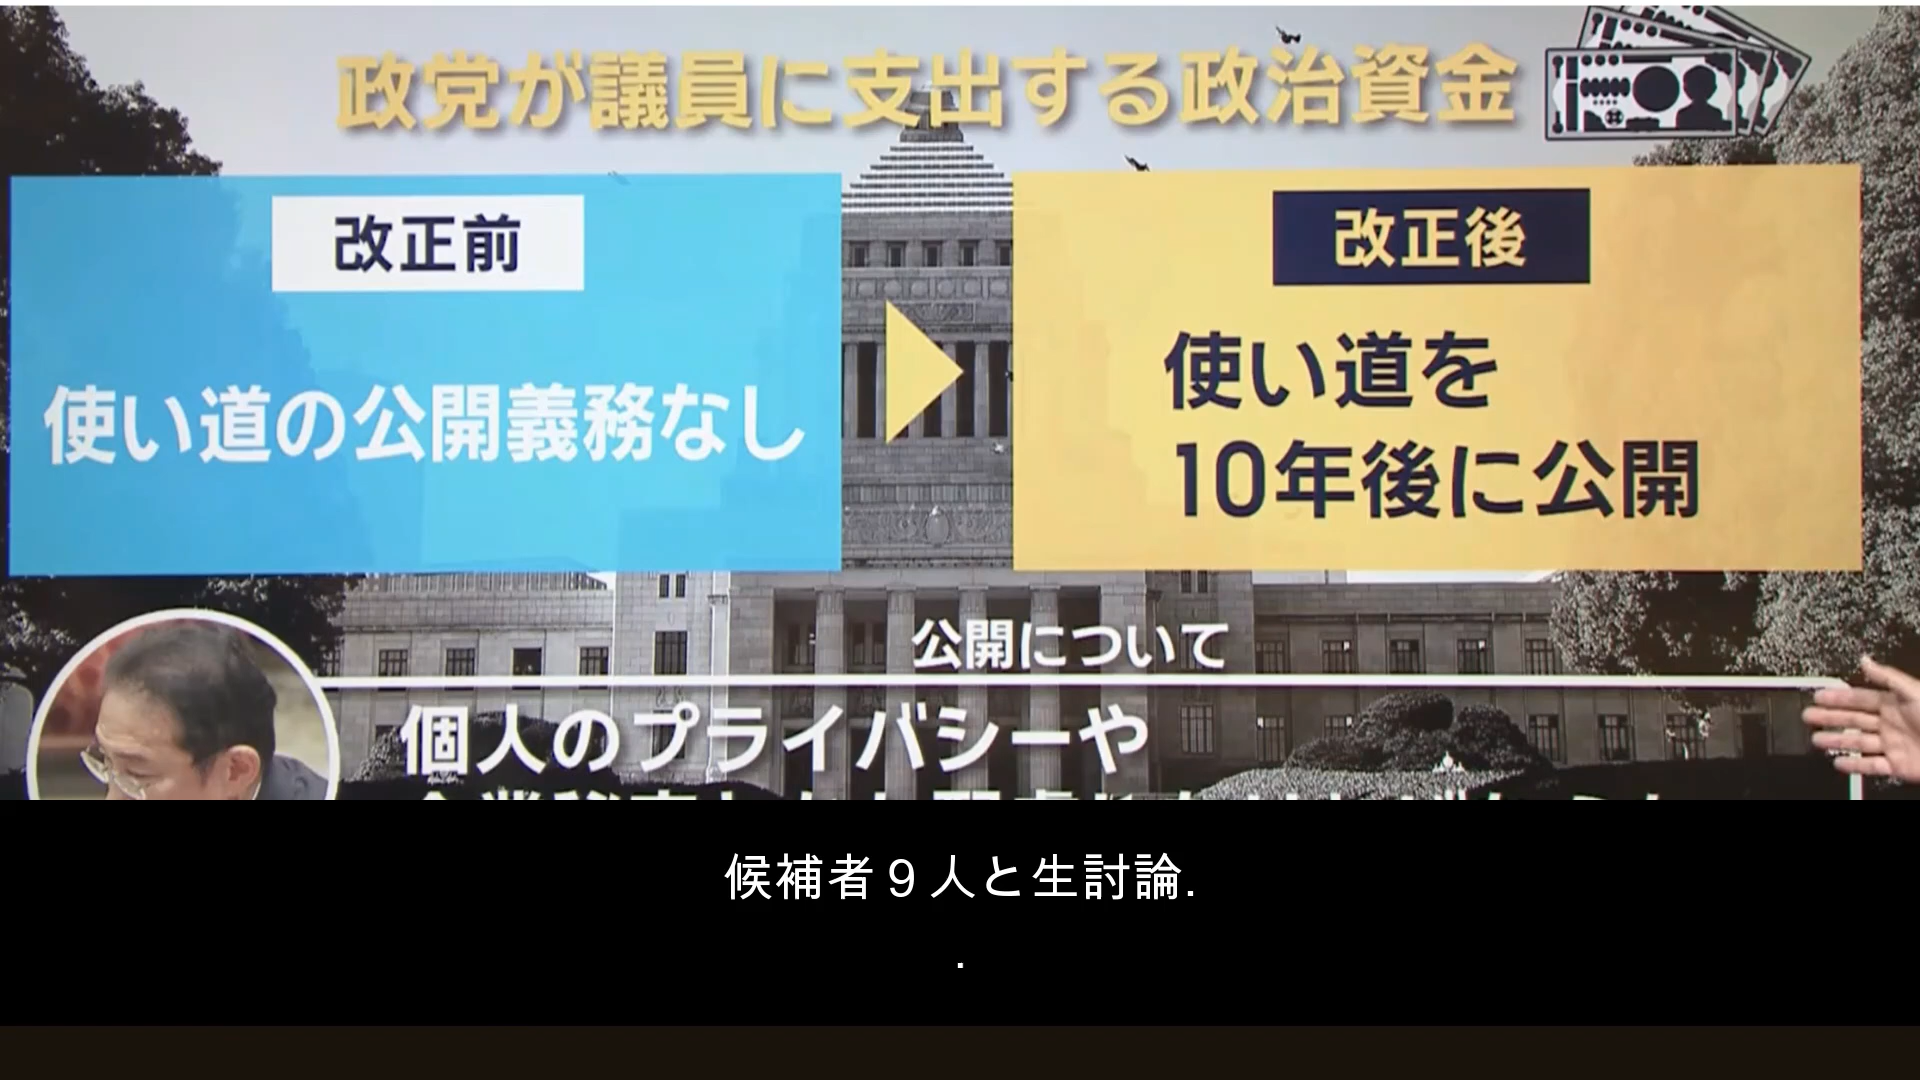 政党が議員に支出する政治資金
改正前
使い道の公開義務なし
改正後
使い道を
10年後に公開
公開について
個人のプライバシーや
候補者９人と生討論.
.